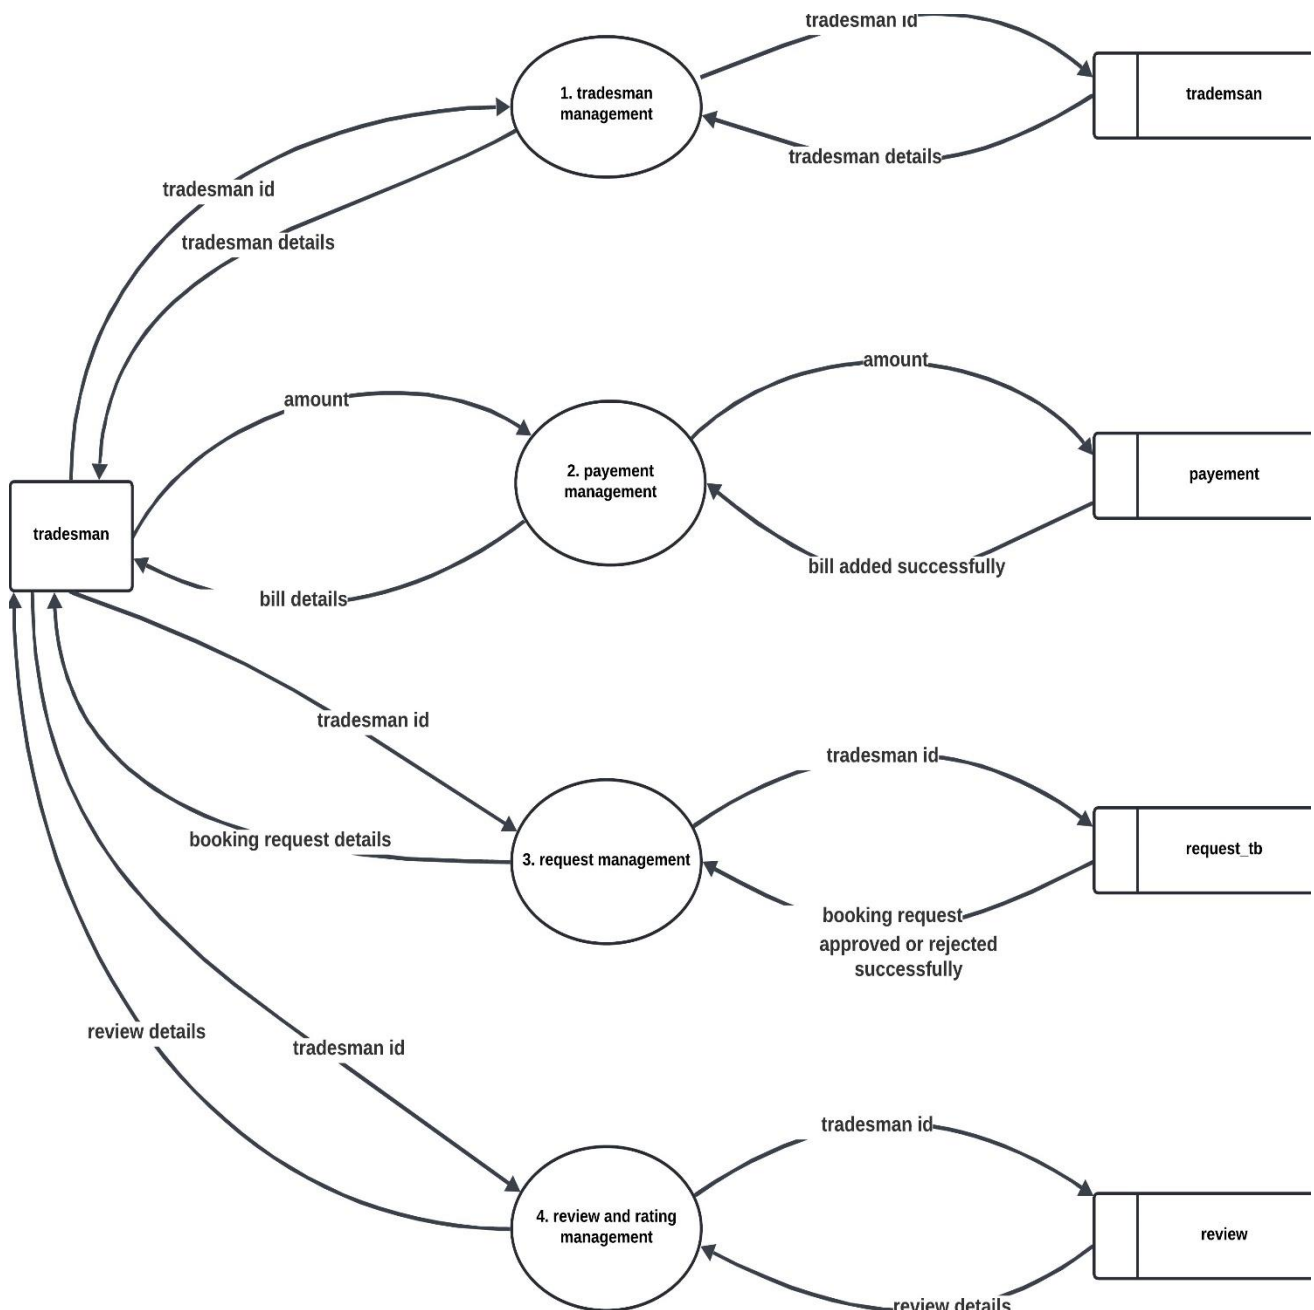 tradesman id
1. tradesman
management
trademsan
tradesman details
tradesman id
tradesman details
amount
amount
2. payement
management
payement
tradesman
bill added successfully
bill details
tradesman id
tradesman id
booking request details
3. request management
request_tb
booking request
approved or rejected
successfully
review details
tradesman id
tradesman id
4. review and rating
management
review
review details